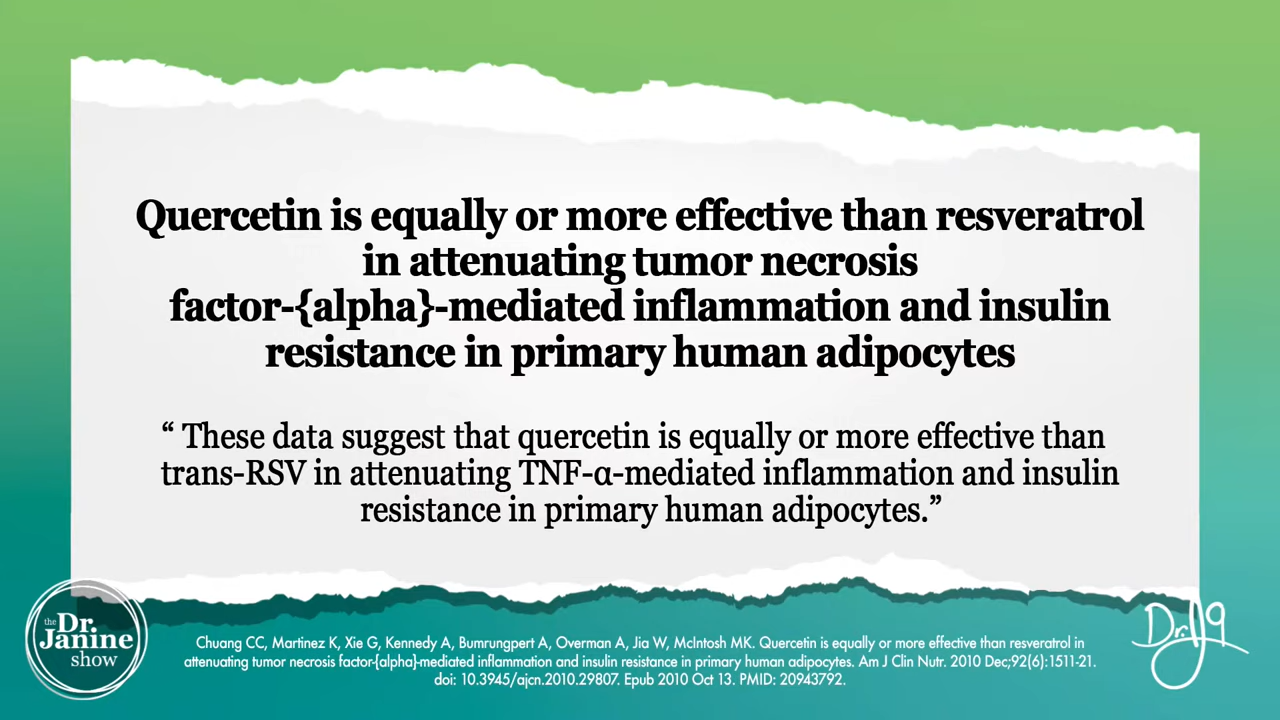 Quercetin is equally or more effective than resveratrol
in attenuating tumor necrosis
factor-{alpha}-mediated inflammation and insulin
resistance in primary human adipocytes
“ These data suggest that quercetin is equally or more effective than
trans-RSV in attenuating TNF-α-mediated inflammation and insulin
resistance in primary human adipocytes.”
the
Dr.
Janine
show
Chuang CC, Martinez K, Xie G, Kennedy A, Bumrungpert A, Overman A, Jia W, McIntosh MK. Quercetin is equally or more effective than resveratrol in
attenuating tumor necrosis factor-{alpha}-mediated inflammation and insulin resistance in primary human adipocytes. Am J Clin Nutr. 2010 Dec;92(6):1511-21.
doi: 10.3945/ajcn.2010.29807. Epub 2010 Oct 13. PMID: 20943792.